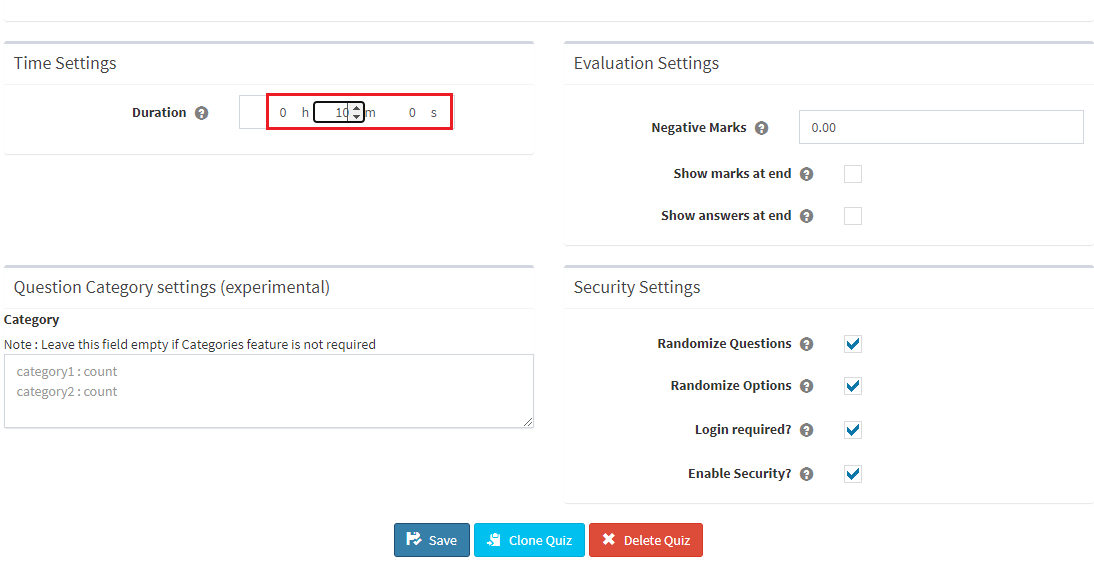 Time Settings
Duration ?
0 h 10 m 0 s
Evaluation Settings
Negative Marks ? 0.00
Show marks at end ?
Show answers at end ?
Question Category settings (experimental)
Category
Note : Leave this field empty if Categories feature is not required
category1 : count
category2 : count
Security Settings
Randomize Questions ?
Randomize Options ?
Login required? ?
Enable Security? ?
Save Clone Quiz Delete Quiz